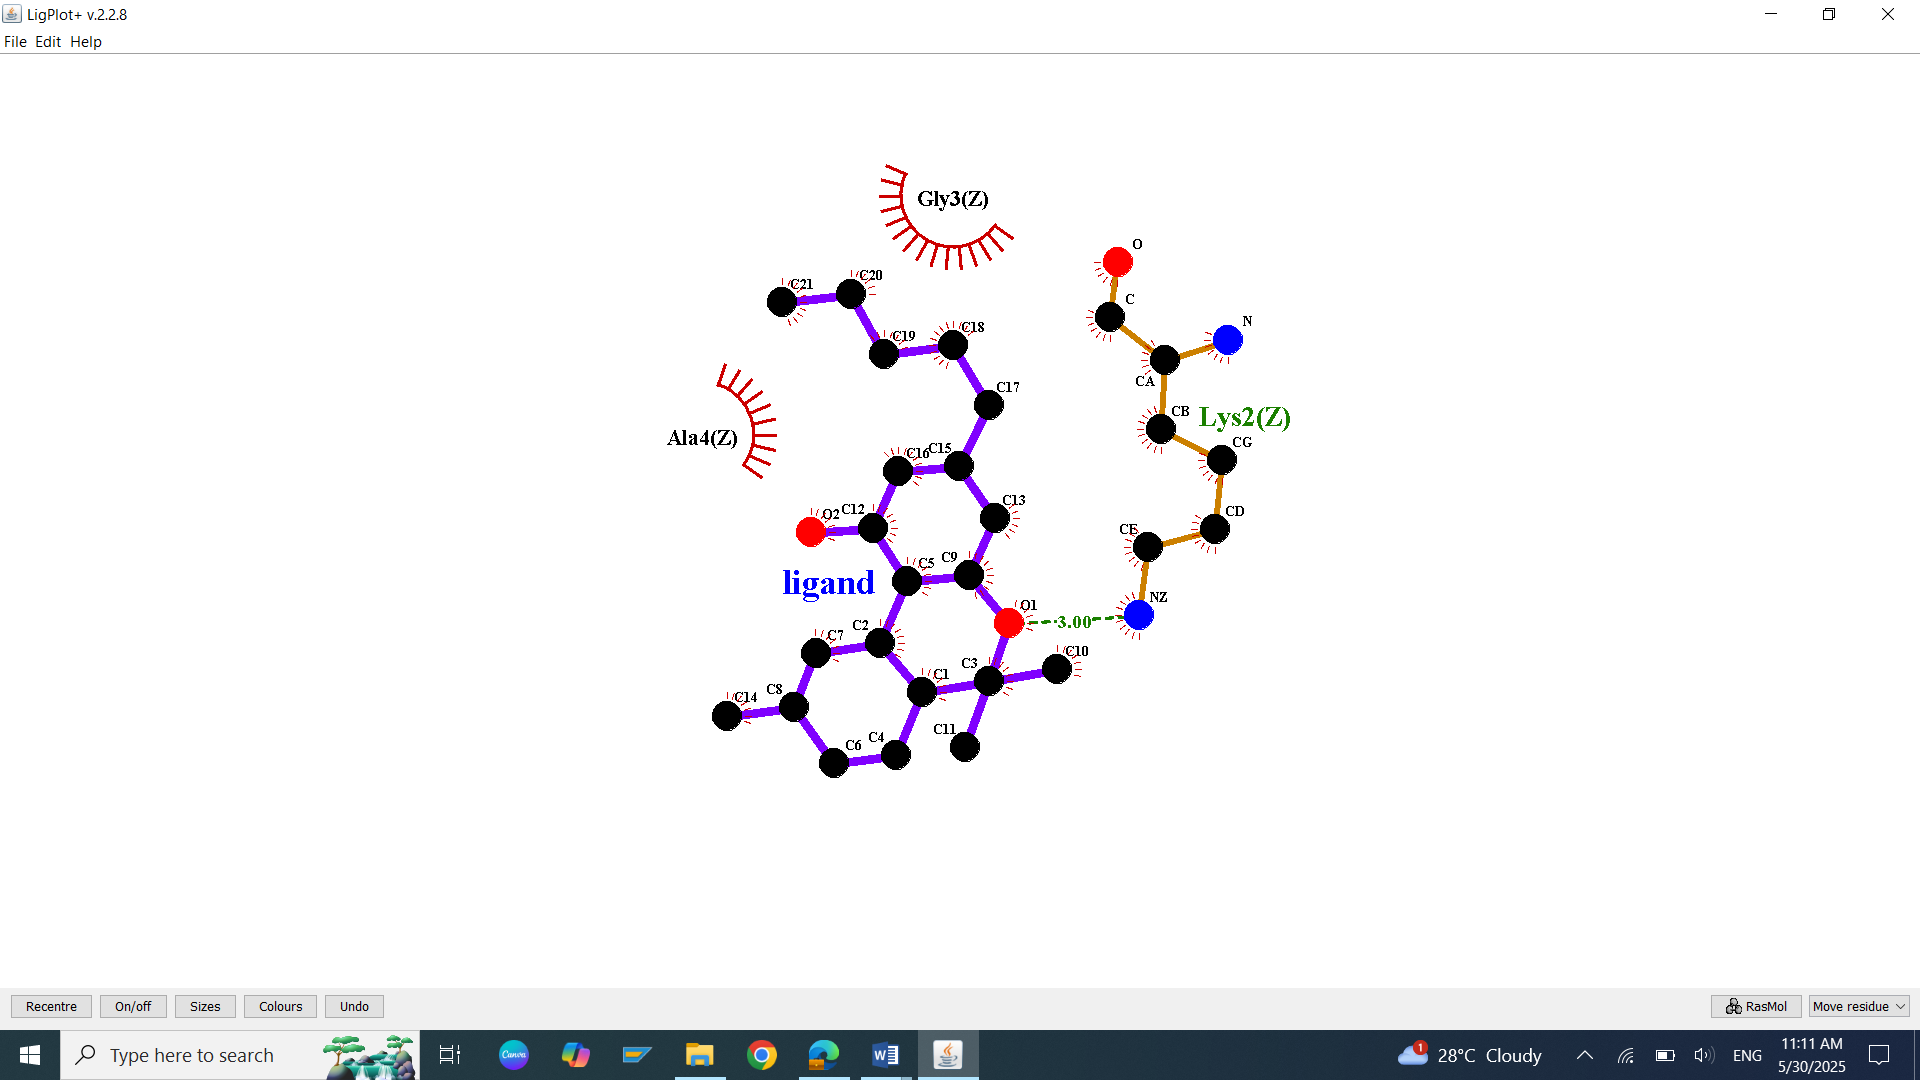 LigPlot+ v.2.2.8
File Edit Help
Gly3(Z)
O
C21
C20
C
N
C19
C18
CA
C17
CB
Lys2(Z)
Ala4(Z)
CG
C16
C15
C13
O2
C12
CD
CE
C5
C9
ligand
NZ
O1
3.00
C2
C7
C10
C3
C1
C8
C14
C11
C4
C6
Recentre On/off Sizes Colours Undo RasMol Move residue
Type here to search Canva W 1 28°C Cloudy ENG 11:11 AM
5/30/2025